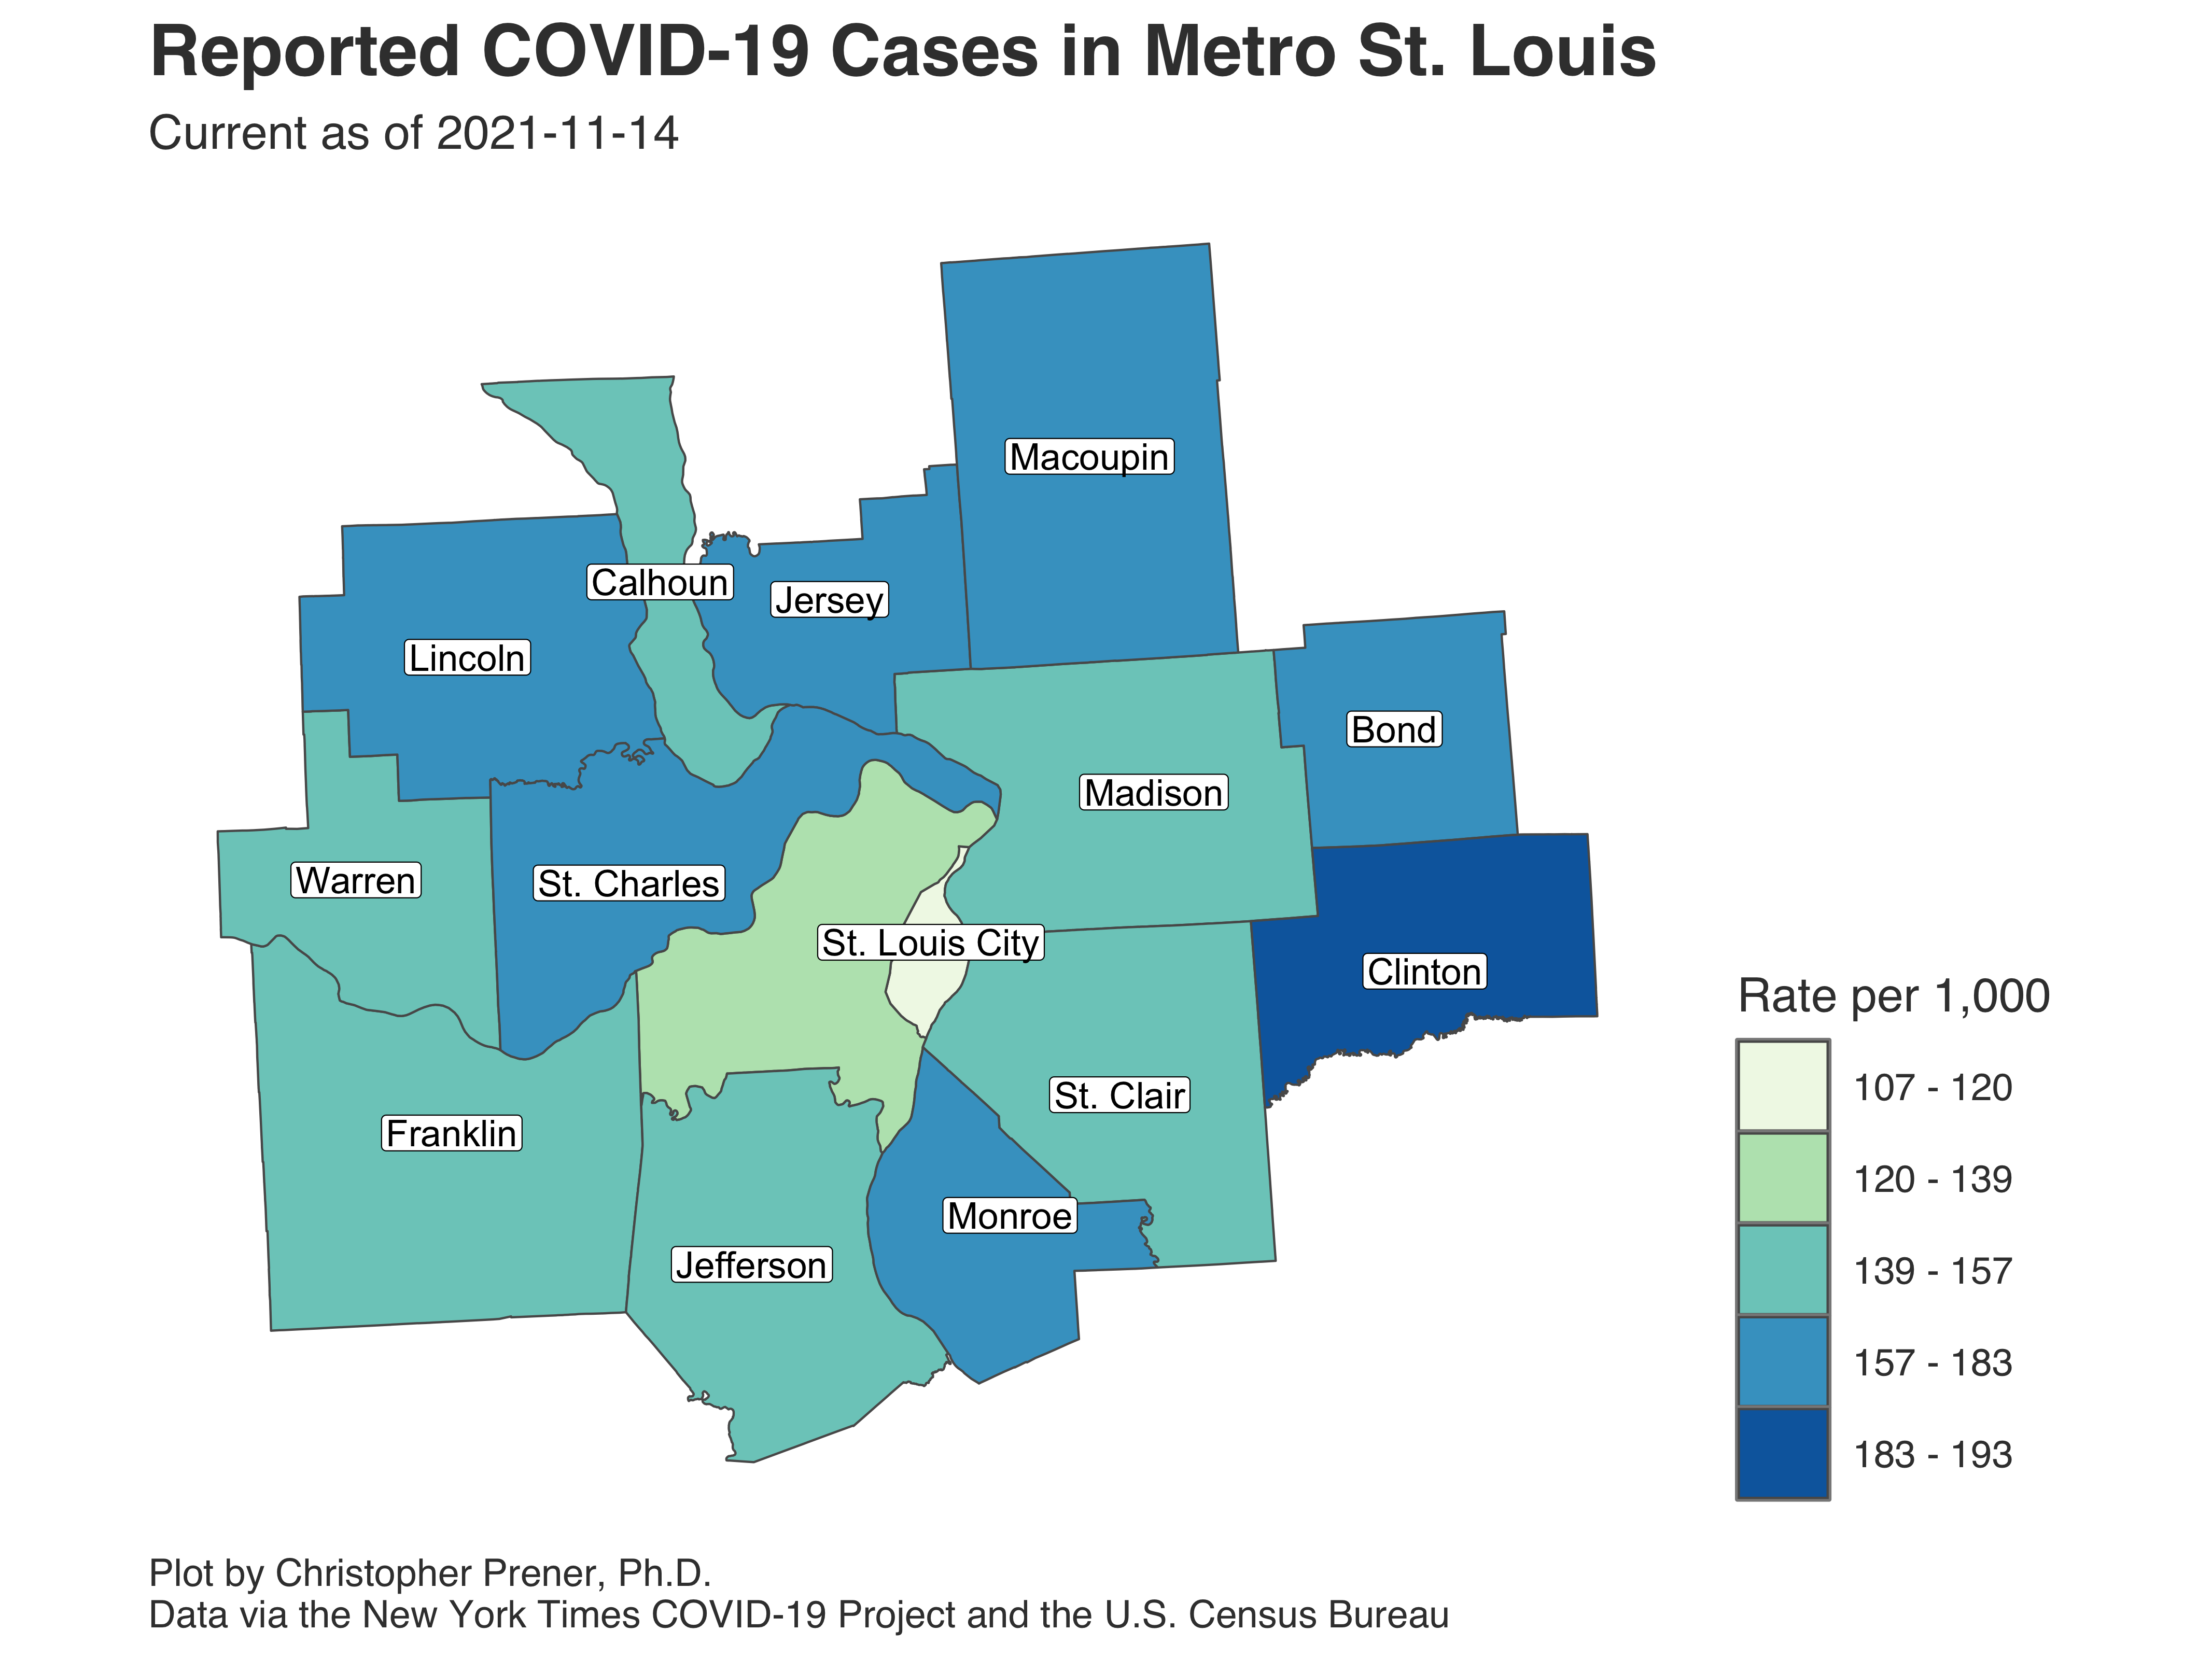 Reported COVID-19 Cases in Metro St. Louis
Current as of 2021-11-14
Macoupin
Calhoun
Jersey
Lincoln
Bond
Madison
Warren
St. Charles
St. Louis City
Clinton
St. Clair
Franklin
Monroe
Jefferson
Rate per 1,000
107 - 120
120 - 139
139 - 157
157 - 183
183 - 193
Plot by Christopher Prener, Ph.D.
Data via the New York Times COVID-19 Project and the U.S. Census Bureau